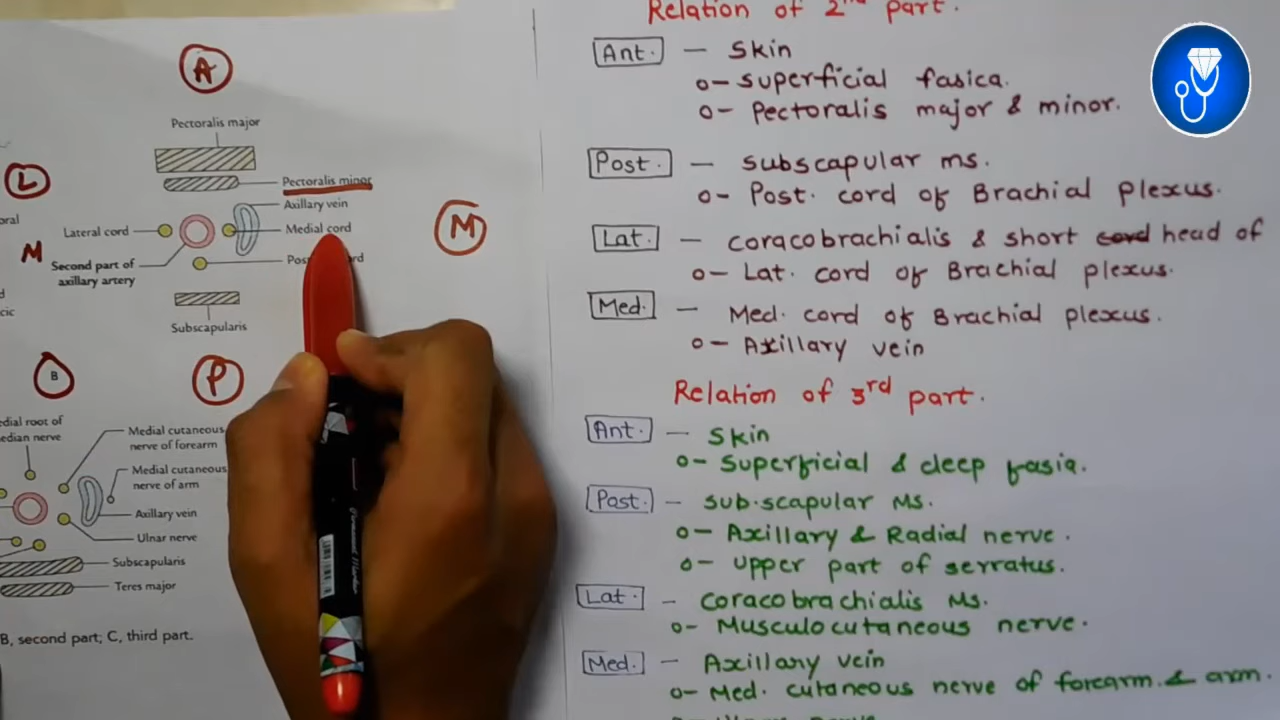 A
Pectoralis major
L
Pectoralis minor
Axillary vein
Medial cord
Lateral cord
M
M
Second part of
axillary artery
Subscapularis
B
P
Medial cutaneous
nerve of forearm
Medial cutaneous
nerve of arm
Axillary vein
Ulnar nerve
Subscapularis
Teres major
B, second part; C, third part.
Relation of 2nd part.
Ant. - Skin
o- superficial fasica.
o- Pectoralis major & minor.
Post. - subscapular ms.
o- Post. cord of Brachial plexus.
Lat. - coracobrachialis & short head of
o- Lat. cord of Brachial plexus.
Med. - Med. cord of Brachial plexus.
o- Axillary vein
Relation of 3rd part.
Ant. - Skin
o- Superficial & deep fasia.
Post. - sub.scapular Ms.
o- Axillary & Radial nerve.
o- upper part of serratus.
Lat. - Coracobrachialis Ms.
o- Musculocutaneous nerve.
Med. - Axillary vein
o- Med. cutaneous nerve of forearm. & arm.